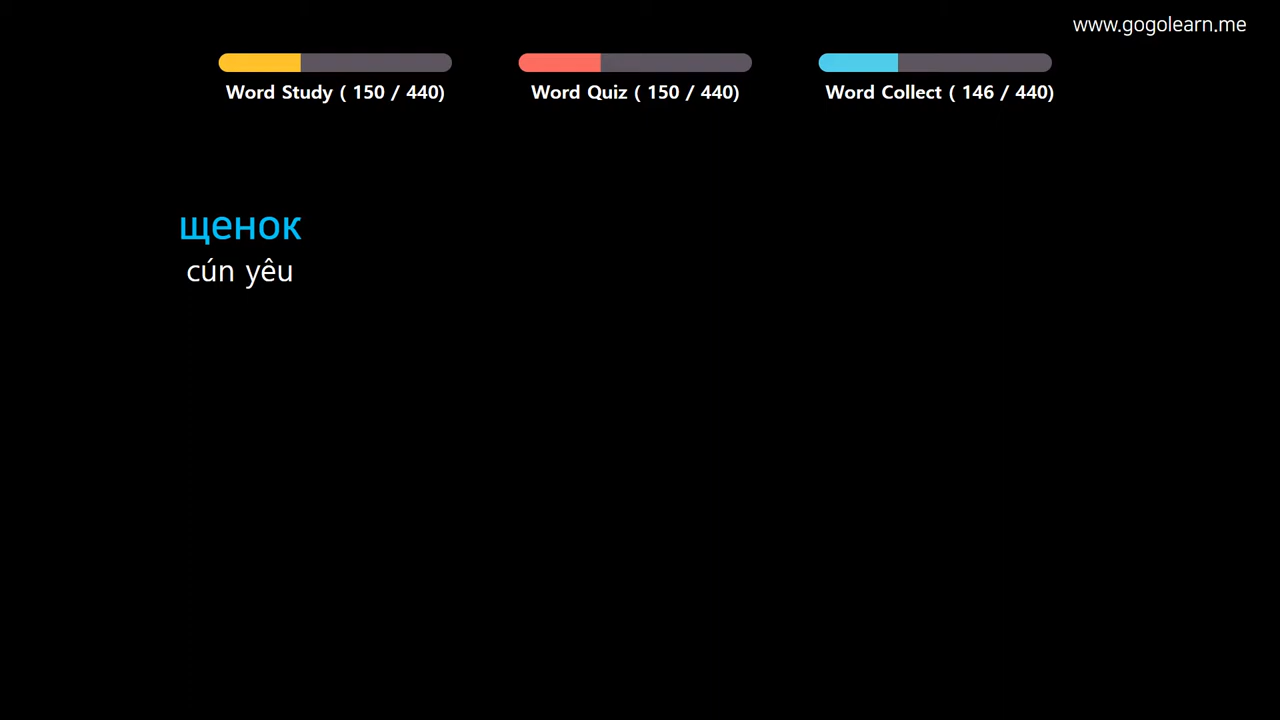 www.gogolearn.me
Word Study ( 150 / 440)
Word Quiz ( 150 / 440)
Word Collect ( 146 / 440)
щенок
cún yêu